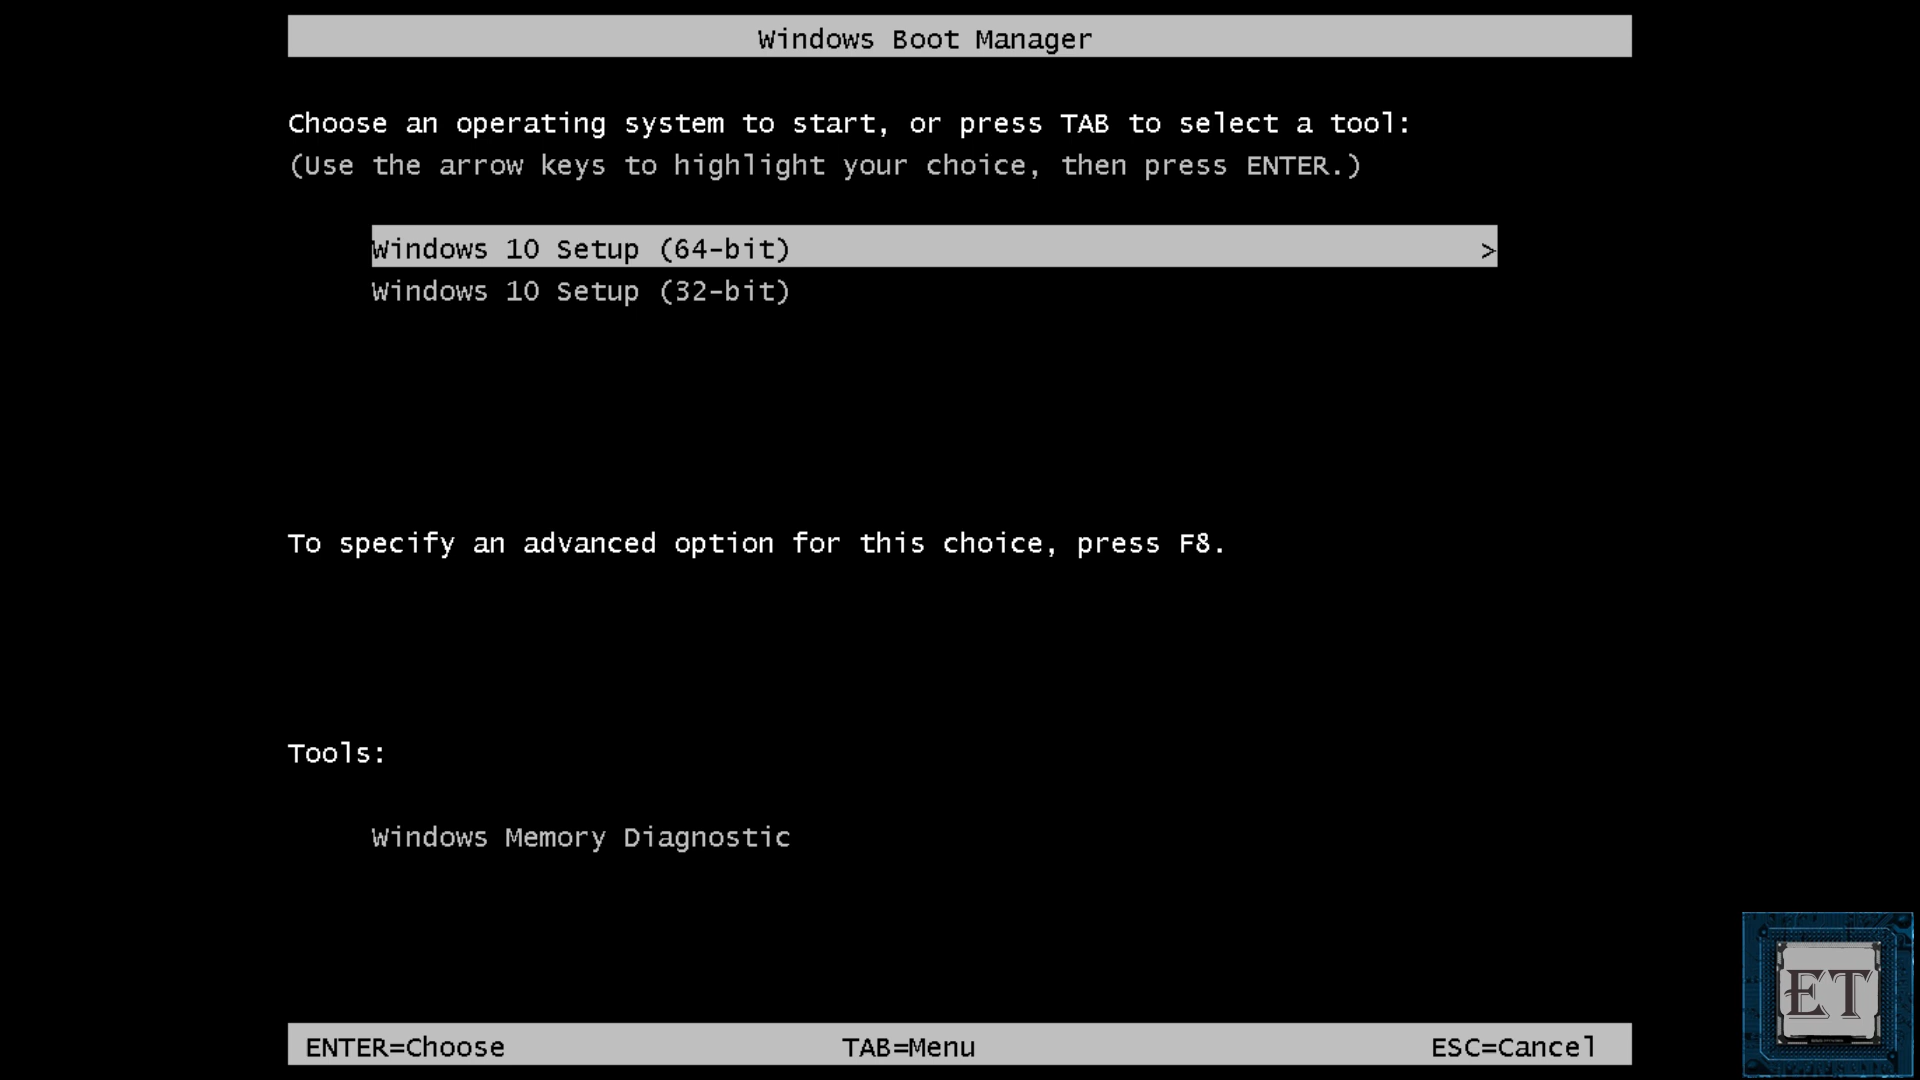 Windows Boot Manager
Choose an operating system to start, or press TAB to select a tool:
(Use the arrow keys to highlight your choice, then press ENTER.)
Windows 10 Setup (64-bit) >
Windows 10 Setup (32-bit)
To specify an advanced option for this choice, press F8.
Tools:
Windows Memory Diagnostic
ET
ENTER=Choose TAB=Menu ESC=Cancel